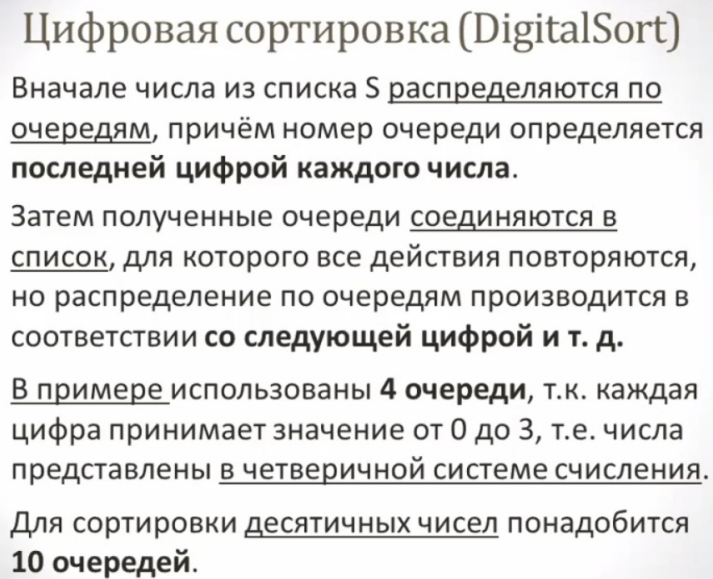 Цифровая сортировка (DigitalSort)
Вначале числа из списка S распределяются по
очередям, причём номер очереди определяется
последней цифрой каждого числа.
Затем полученные очереди соединяются в
список, для которого все действия повторяются,
но распределение по очередям производится в
соответствии со следующей цифрой и т. д.
В примере использованы 4 очереди, т.к. каждая
цифра принимает значение от 0 до 3, т.е. числа
представлены в четверичной системе счисления.
Для сортировки десятичных чисел понадобится
10 очередей.